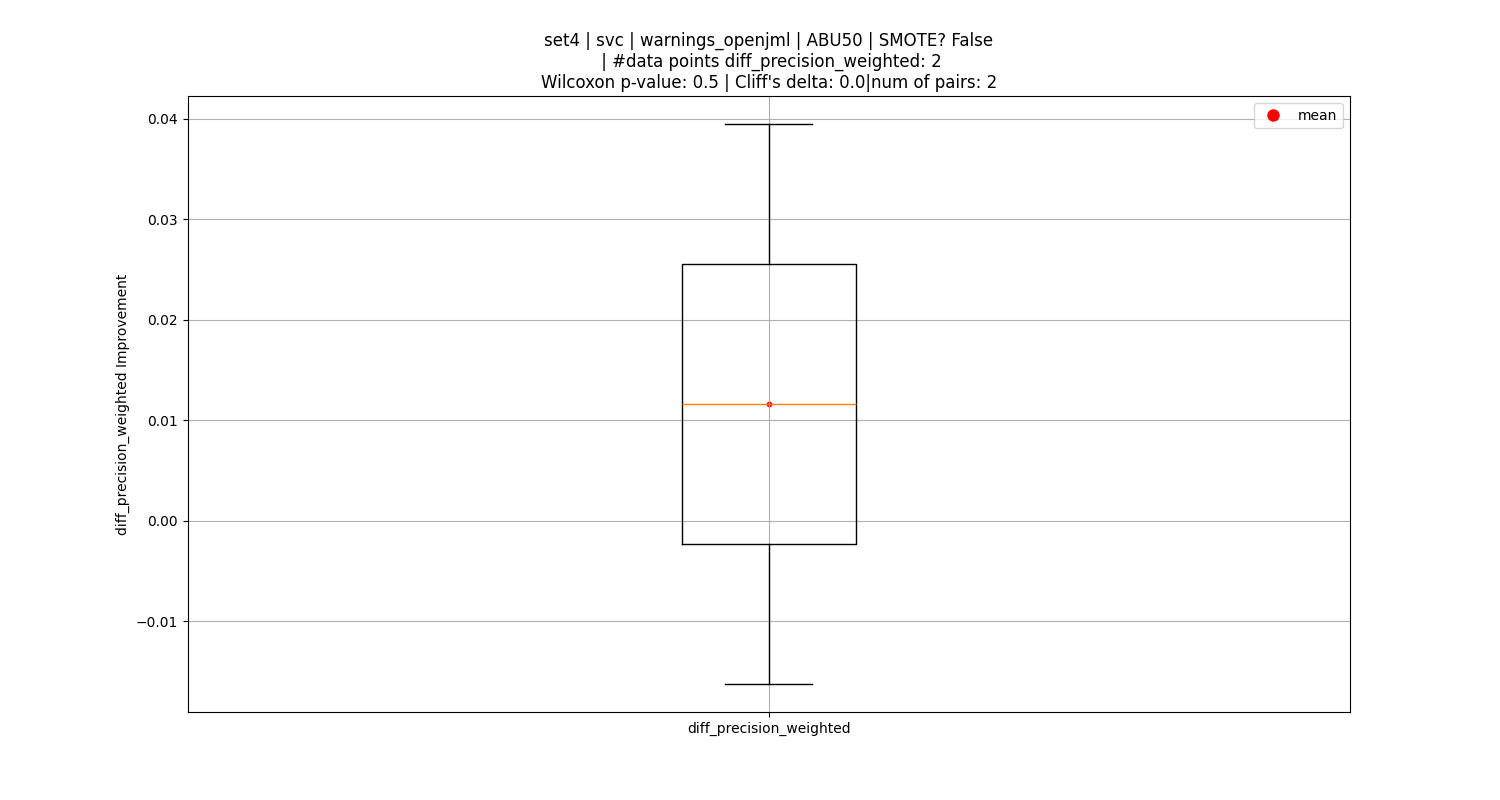 set4 | svc | warnings_openjml | ABU50 | SMOTE? False
| #data points diff_precision_weighted: 2
Wilcoxon p-value: 0.5 | Cliff's delta: 0.0|num of pairs: 2
mean
0.04
0.03
0.02
0.01
0.00
−0.01
diff_precision_weighted Improvement
diff_precision_weighted